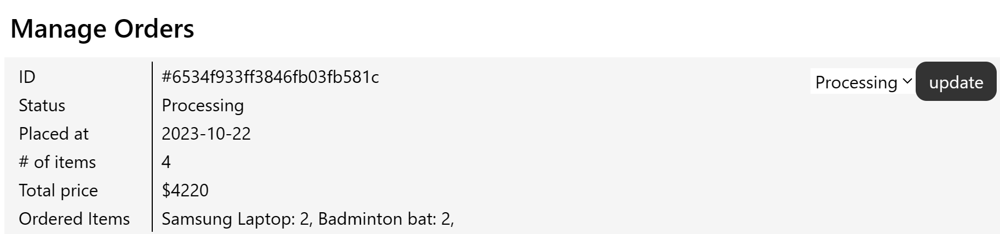 Manage Orders
ID #6534f933ff3846fb03fb581c Processing update
Status Processing
Placed at 2023-10-22
# of items 4
Total price $4220
Ordered Items Samsung Laptop: 2, Badminton bat: 2,